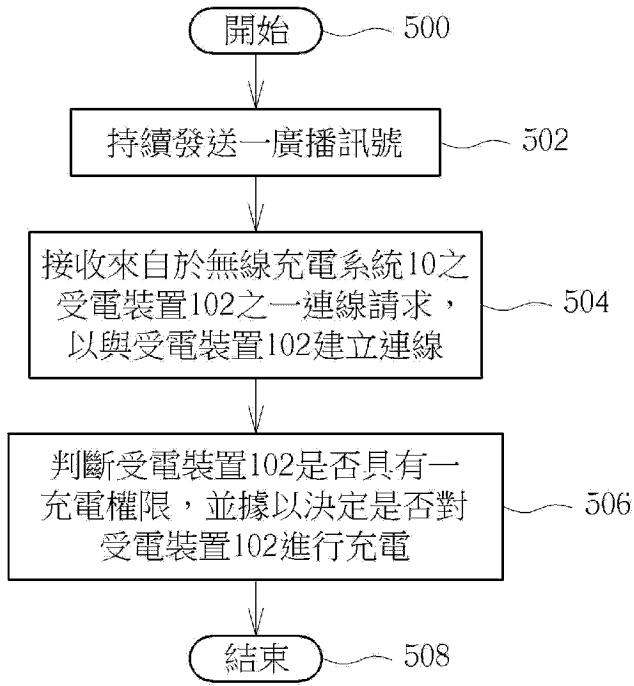 開始
500
持續發送一廣播訊號
502
接收來自於無線充電系統10之
受電裝置102之一連線請求，
以與受電裝置102建立連線
504
判斷受電裝置102是否具有一
充電權限，並據以決定是否對
受電裝置102進行充電
506
結束
508